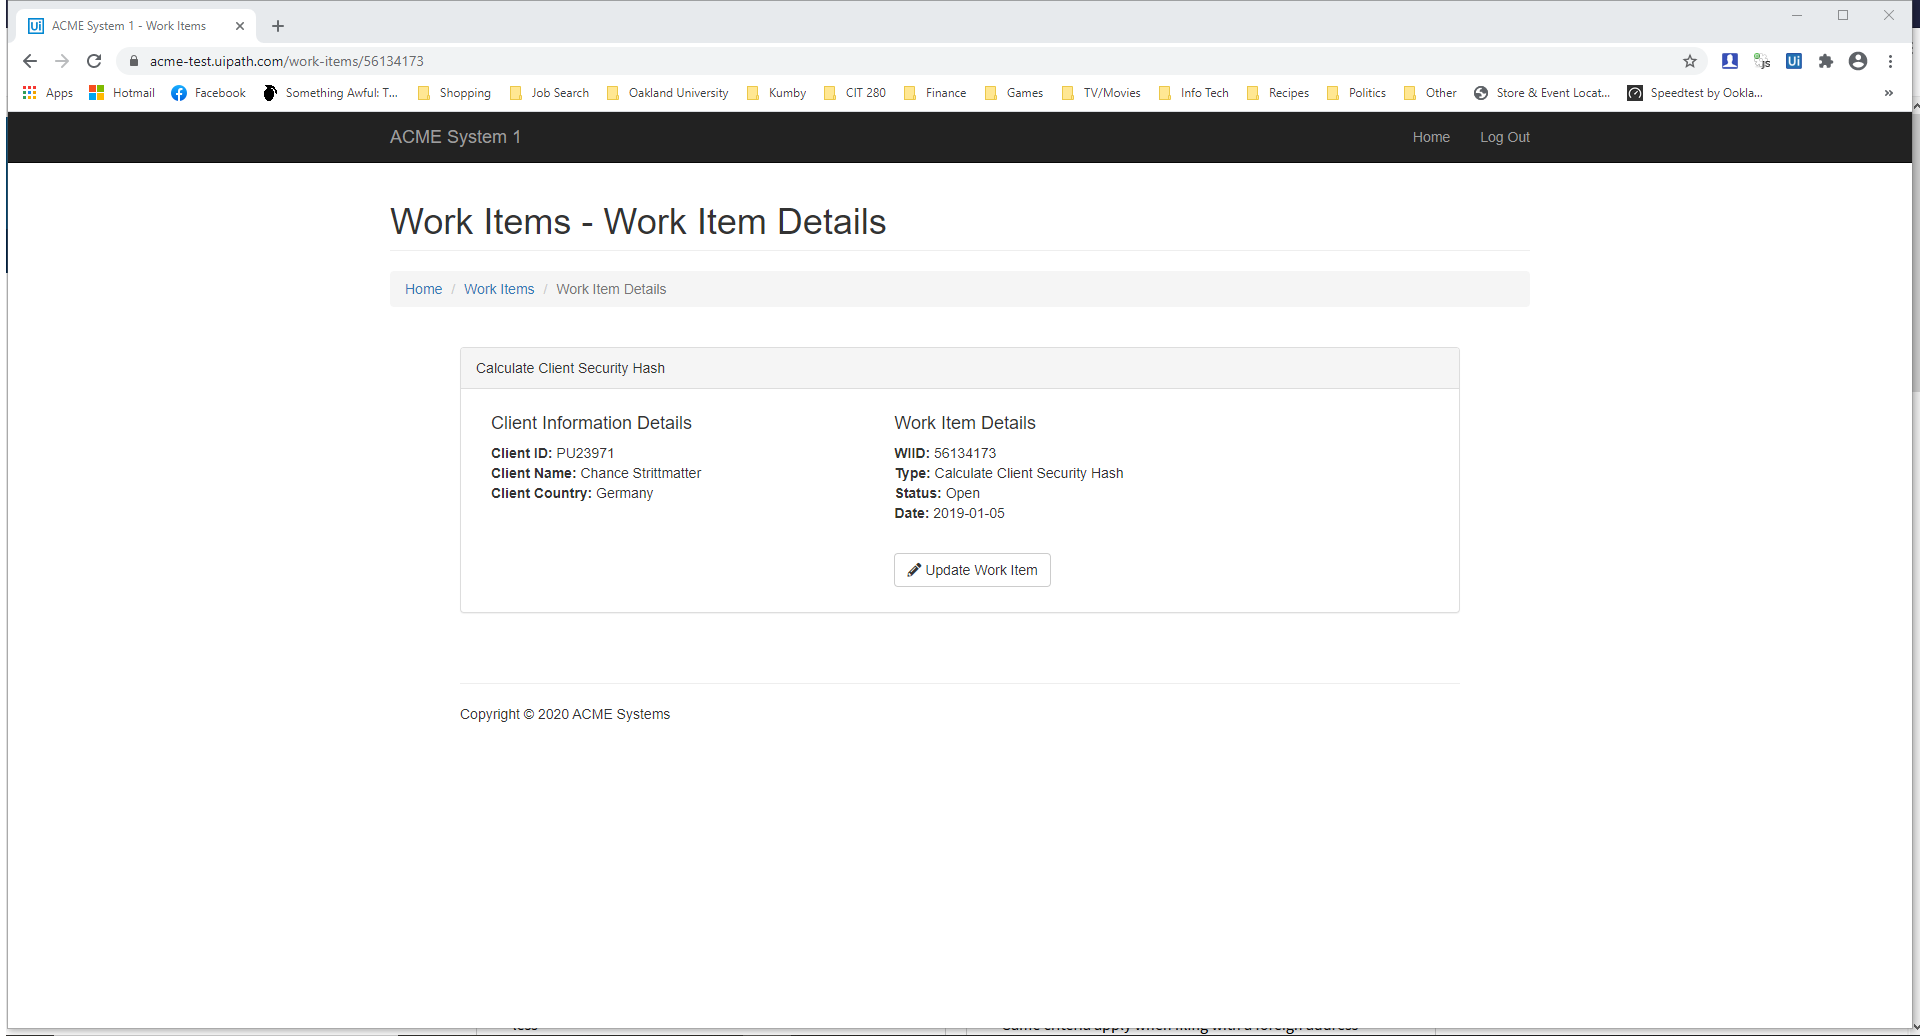 ACME System 1 - Work Items
acme-test.uipath.com/work-items/56134173
Apps Hotmail Facebook Something Awful: T... Shopping Job Search Oakland University Kumby CIT 280 Finance Games TV/Movies Info Tech Recipes Politics Other Store & Event Locat... Speedtest by Ookla... »
ACME System 1 Home Log Out
Work Items - Work Item Details
Home / Work Items / Work Item Details
Calculate Client Security Hash
Client Information Details
Client ID: PU23971
Client Name: Chance Strittmatter
Client Country: Germany
Work Item Details
WIID: 56134173
Type: Calculate Client Security Hash
Status: Open
Date: 2019-01-05
Update Work Item
Copyright © 2020 ACME Systems